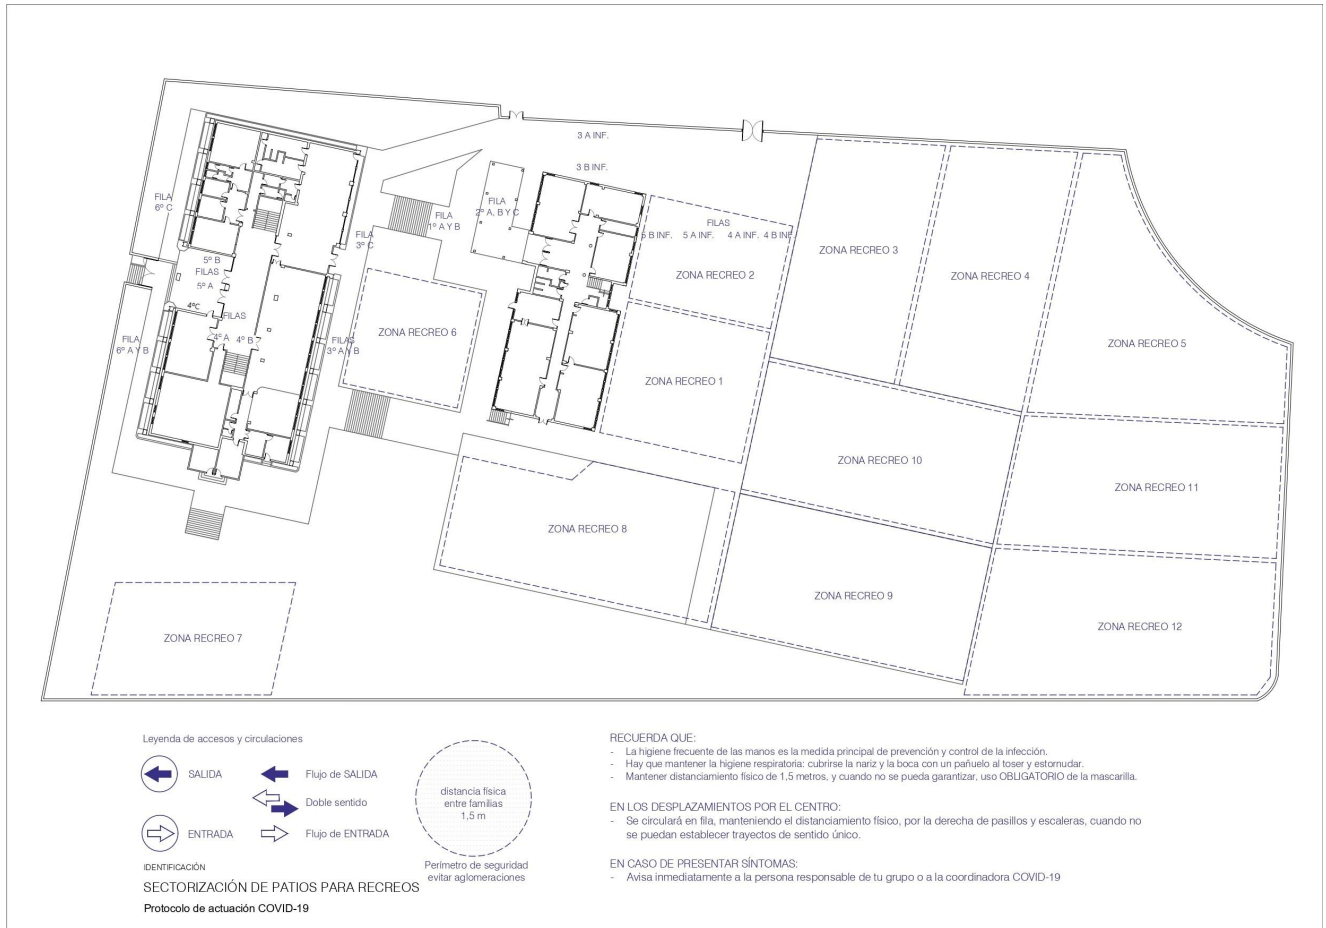 3 A INF.
3 B INF.
FILA
6º C
FILA
2º A, B Y C
FILA
1º A Y B
FILA
3º C
FILAS
5 B INF. 5 A INF. 4 A INF. 4 B INF.
ZONA RECREO 3
ZONA RECREO 4
ZONA RECREO 2
5º B
FILAS
5º A
4ºC
FILAS
4º A 4º B
FILA
6º A Y B
FILAS
3º A Y B
ZONA RECREO 6
ZONA RECREO 5
ZONA RECREO 1
ZONA RECREO 10
ZONA RECREO 11
ZONA RECREO 8
ZONA RECREO 9
ZONA RECREO 12
ZONA RECREO 7
Leyenda de accesos y circulaciones
SALIDA
Flujo de SALIDA
Doble sentido
ENTRADA
Flujo de ENTRADA
distancia física
entre familias
1,5 m
Perímetro de seguridad
evitar aglomeraciones
IDENTIFICACIÓN
SECTORIZACIÓN DE PATIOS PARA RECREOS
Protocolo de actuación COVID-19
RECUERDA QUE:
- La higiene frecuente de las manos es la medida principal de prevención y control de la infección.
- Hay que mantener la higiene respiratoria: cubrirse la nariz y la boca con un pañuelo al toser y estornudar.
- Mantener distanciamiento físico de 1,5 metros, y cuando no se pueda garantizar, uso OBLIGATORIO de la mascarilla.
EN LOS DESPLAZAMIENTOS POR EL CENTRO:
- Se circulará en fila, manteniendo el distanciamiento físico, por la derecha de pasillos y escaleras, cuando no
se puedan establecer trayectos de sentido único.
EN CASO DE PRESENTAR SÍNTOMAS:
- Avisa inmediatamente a la persona responsable de tu grupo o a la coordinadora COVID-19